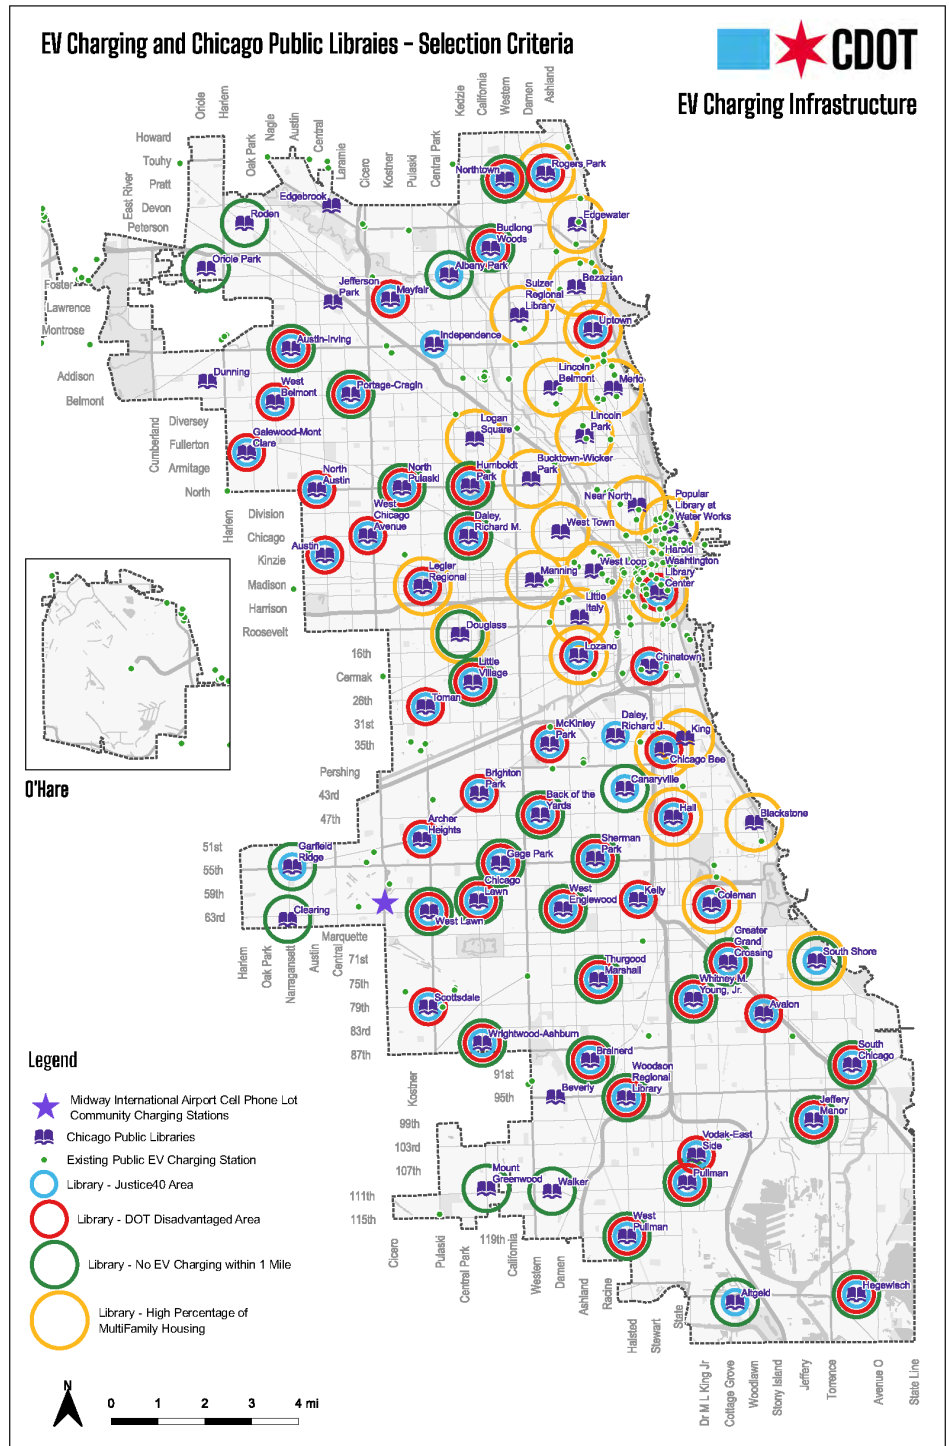 EV Charging and Chicago Public Libraies - Selection Criteria
CDOT
EV Charging Infrastructure
Oriole
Harlem
Oak Park
Nagle
Austin
Central
Laramie
Cicero
Kostner
Pulaski
Central Park
Kedzie
California
Western
Damen
Ashland
Howard
Touhy
Pratt
Devon
Peterson
East River
Foster
Lawrence
Montrose
Addison
Belmont
Cumberland
Diversey
Fullerton
Armitage
North
Harlem
Division
Chicago
Kinzie
Madison
Harrison
Roosevelt
16th
Cermak
26th
31st
35th
Pershing
43rd
47th
51st
55th
59th
63rd
Harlem
Oak Park
Narragansett
Austin
Central
Marquette
71st
75th
79th
83rd
87th
Kostner
91st
95th
99th
103rd
107th
111th
115th
119th
Cicero
Pulaski
Central Park
California
Western
Damen
Ashland
Racine
Halsted
Stewart
State
Dr M L King Jr
Cottage Grove
Woodlawn
Stony Island
Jeffery
Torrence
Avenue O
State Line
Northtown
Rogers Park
Edgebrook
Roden
Edgewater
Budlong
Woods
Oriole Park
Albany Park
Jefferson
Park
Mayfair
Sulzer
Regional
Library
Bezazian
Uptown
Independence
Austin-Irving
Dunning
West
Belmont
Portage-Cragin
Lincoln
Belmont
Merlo
Galewood-Mont
Clare
Logan
Square
Lincoln
Park
Bucktown-Wicker
Park
North
Austin
North
Pulaski
Humboldt
Park
Near North
Popular
Library at
Water Works
West
Chicago
Avenue
Daley,
Richard M.
West Town
Austin
Harold
Washtington
Library
Center
Legler
Regional
Manning
West Loop
Little
Italy
Douglass
Lozano
Chinatown
Little
Village
Toman
McKinley
Park
Daley,
Richard J.
King
Chicago Bee
Canaryville
Brighton
Park
Back of the
Yards
Hall
Blackstone
Archer
Heights
Garfield
Ridge
Gage Park
Sherman
Park
Chicago
Lawn
Clearing
West Lawn
West
Englewood
Kelly
Coleman
Greater
Grand
Crossing
South Shore
Thurgood
Marshall
Whitney M.
Young, Jr.
Avalon
Scottsdale
Wrightwood-Ashburn
Brainerd
South
Chicago
Woodson
Regional
Library
Beverly
Jeffery
Manor
Vodak-East
Side
Pullman
Mount
Greenwood
Walker
West
Pullman
Altgeld
Hegewisch
O'Hare
Legend
Midway International Airport Cell Phone Lot
Community Charging Stations
Chicago Public Libraries
Existing Public EV Charging Station
Library - Justice40 Area
Library - DOT Disadvantaged Area
Library - No EV Charging within 1 Mile
Library - High Percentage of
MultiFamily Housing
N
0 1 2 3 4 mi